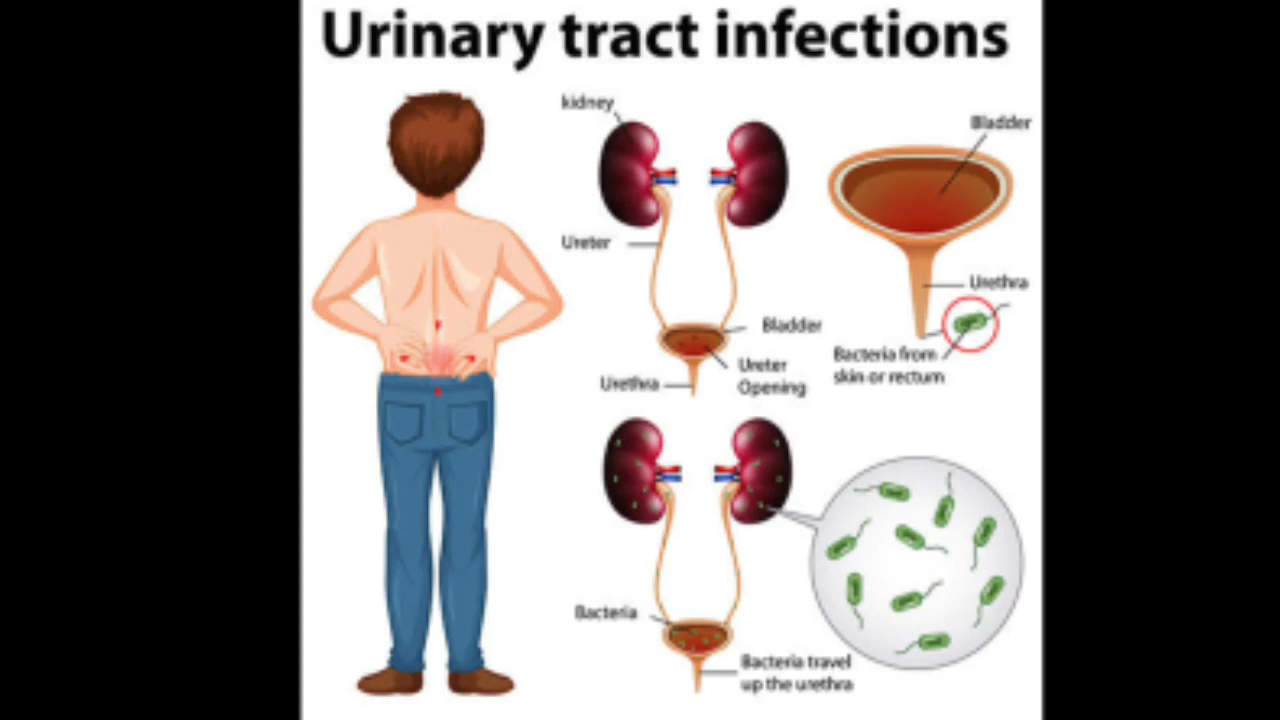 Urinary tract infections
kidney
Ureter
Bladder
Ureter
Opening
Urethra
Bladder
Urethra
Bacteria from
skin or rectum
Bacteria
Bacteria travel
up the urethra